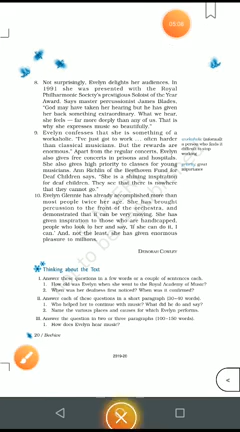 05:08
8. Not surprisingly, Evelyn delights her audiences. In
1991 she was presented with the Royal
Philharmonic Society's prestigious Soloist of the Year
Award. Says master percussionist James Blades,
"God may have taken her hearing but he has given
her back something extraordinary. What we hear,
she feels — far more deeply than any of us. That is
why she expresses music so beautifully."
9. Evelyn confesses that she is something of a
workaholic. "I've just got to work . . . often harder
than classical musicians. But the rewards are
enormous." Apart from the regular concerts, Evelyn
also gives free concerts in prisons and hospitals.
She also gives high priority to classes for young
musicians. Ann Richlin of the Beethoven Fund for
Deaf Children says, "She is a shining inspiration
for deaf children. They see that there is nowhere
that they cannot go."
workaholic (informal):
a person who finds it
difficult to stop
working
priority: great
importance
10. Evelyn Glennie has already accomplished more than
most people twice her age. She has brought
percussion to the front of the orchestra, and
demonstrated that it can be very moving. She has
given inspiration to those who are handicapped,
people who look to her and say, 'If she can do it, I
can.' And, not the least, she has given enormous
pleasure to millions.
DEBORAH COWLEY
Thinking about the Text
I. Answer these questions in a few words or a couple of sentences each.
1. How old was Evelyn when she went to the Royal Academy of Music?
2. When was her deafness first noticed? When was it confirmed?
II. Answer each of these questions in a short paragraph (30–40 words).
1. Who helped her to continue with music? What did he do and say?
2. Name the various places and causes for which Evelyn performs.
III. Answer the question in two or three paragraphs (100–150 words).
1. How does Evelyn hear music?
20 / Beehive
2019-20